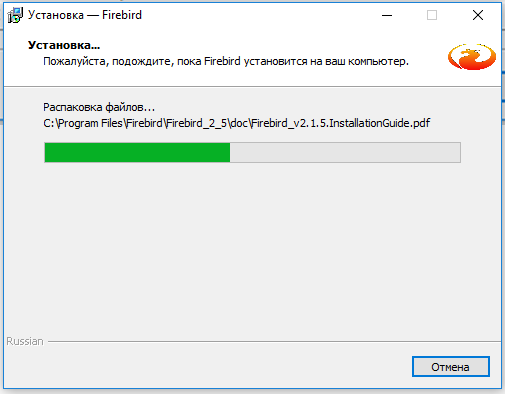 Установка — Firebird
Установка...
Пожалуйста, подождите, пока Firebird установится на ваш компьютер.
Распаковка файлов...
C:\Program Files\Firebird\Firebird_2_5\doc\Firebird_v2.1.5.InstallationGuide.pdf
Russian
Отмена